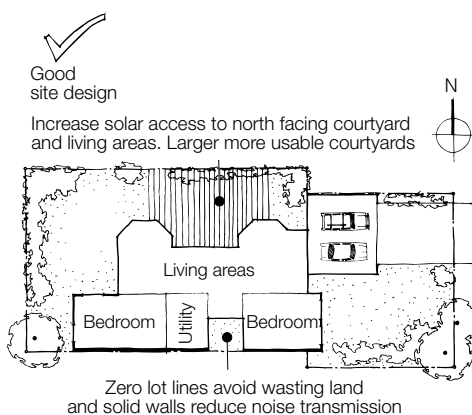 Good
site design
N
Increase solar access to north facing courtyard
and living areas. Larger more usable courtyards
Living areas
Bedroom
Utility
Bedroom
Zero lot lines avoid wasting land
and solid walls reduce noise transmission